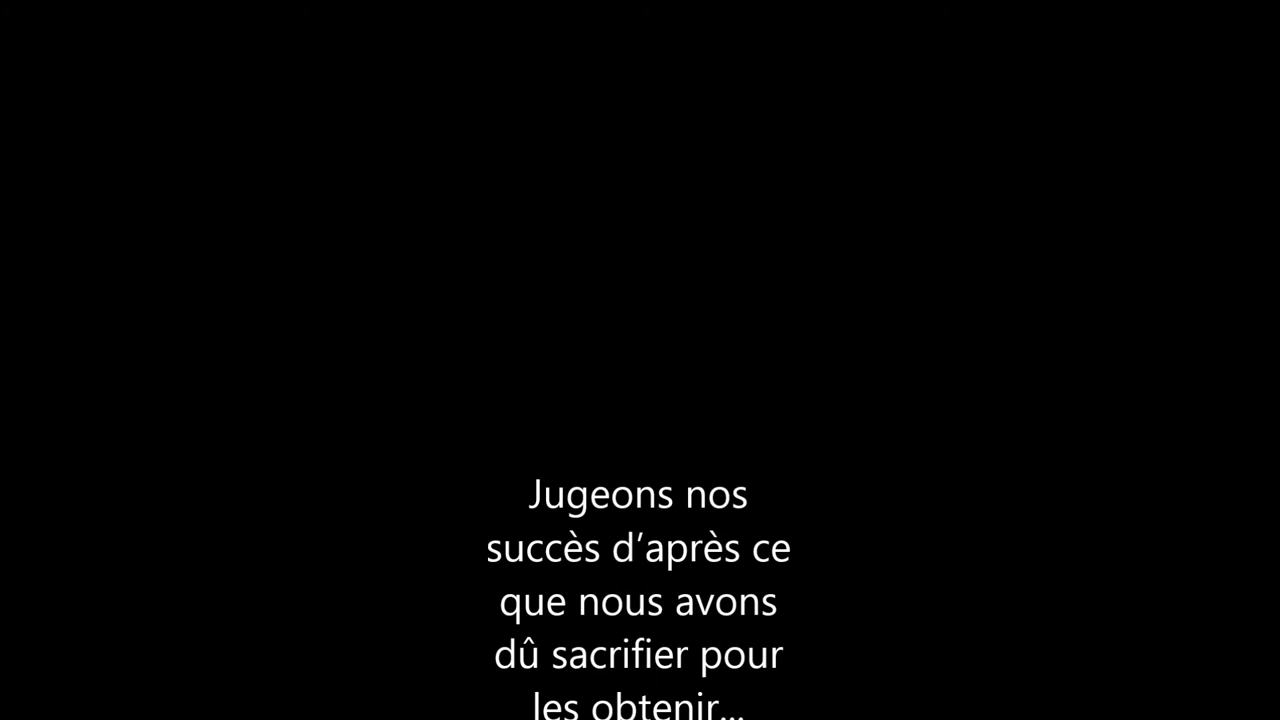 Jugeons nos
succès d’après ce
que nous avons
dû sacrifier pour
les obtenir...